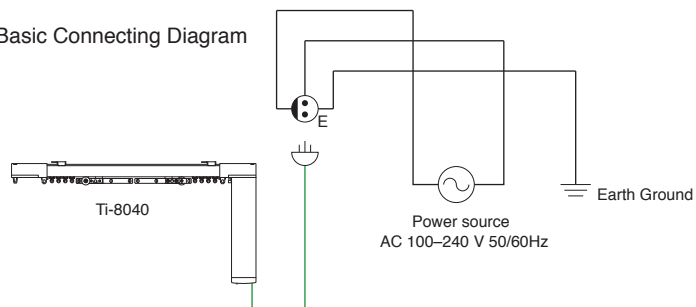 Basic Connecting Diagram
E
Ti-8040
Earth Ground
Power source
AC 100–240 V 50/60Hz